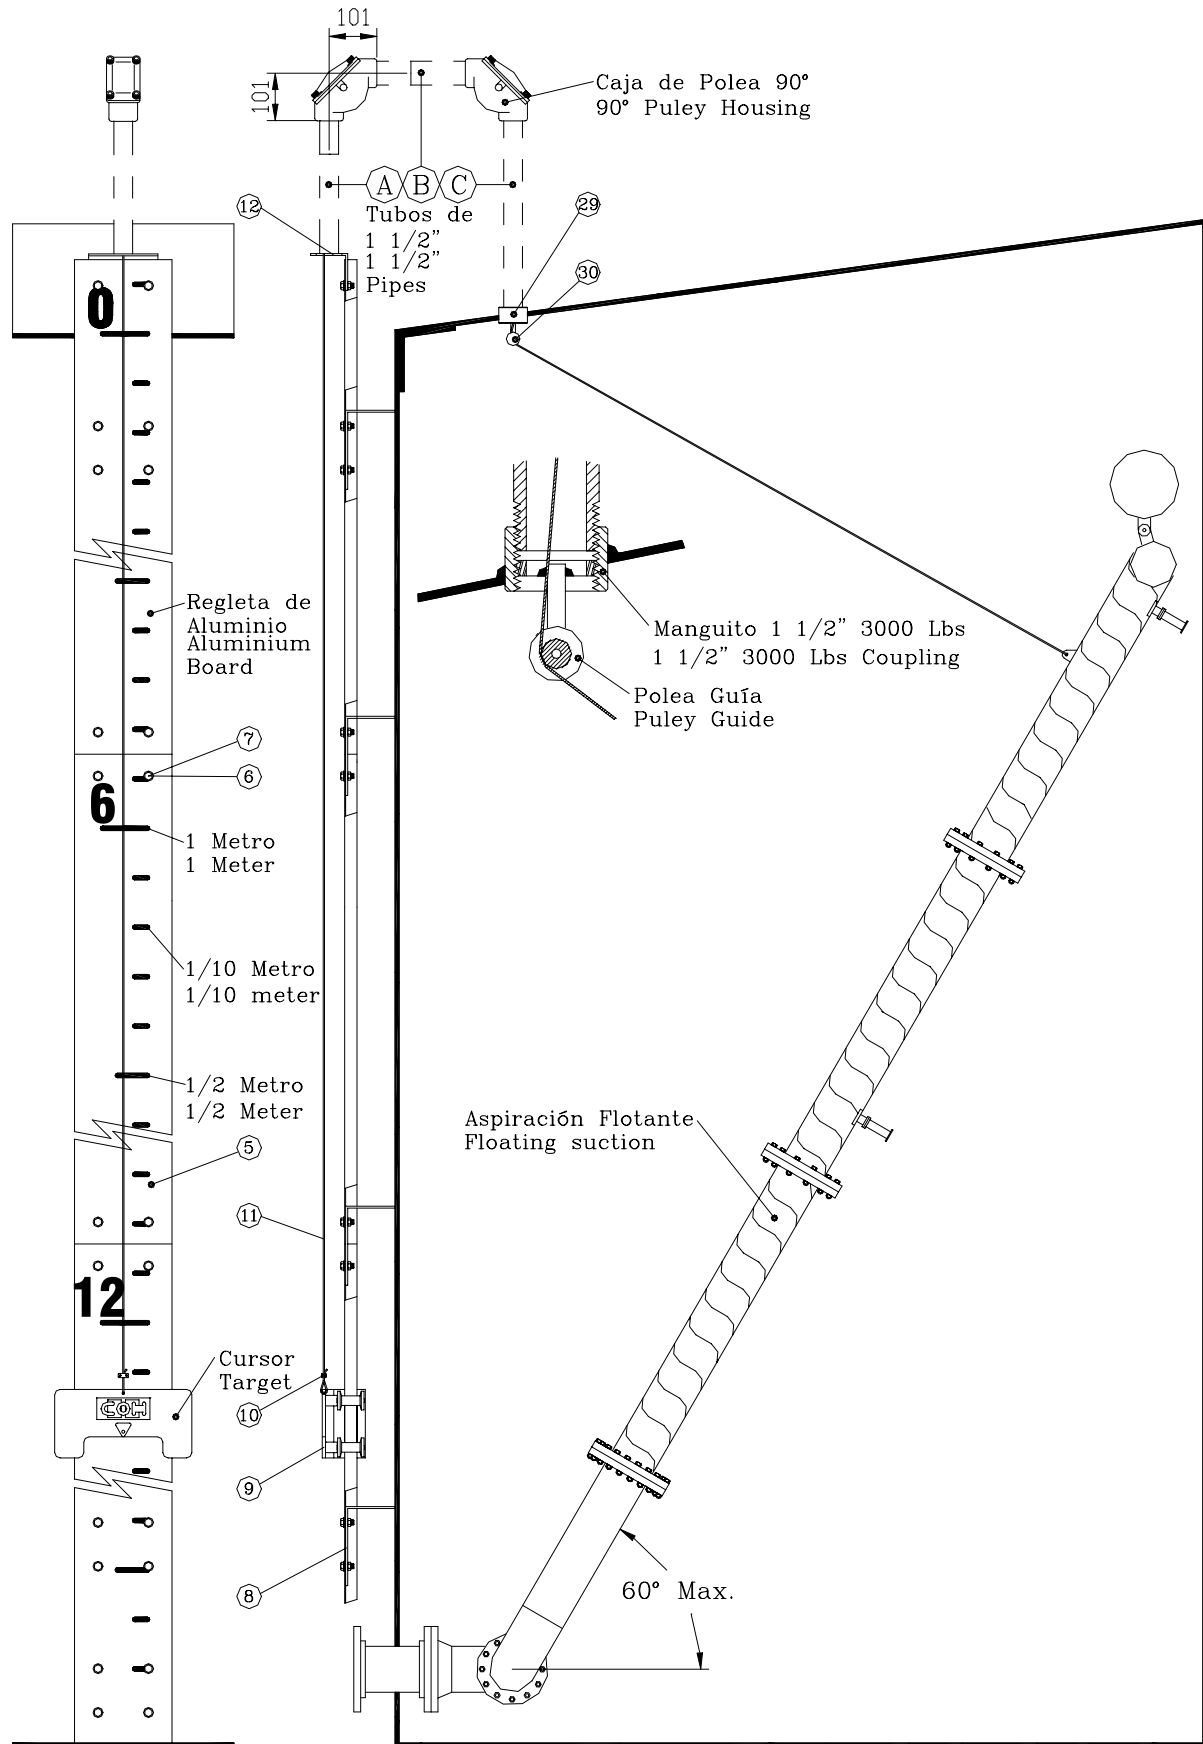 101
101
Caja de Polea 90°
90° Puley Housing
A B C
Tubos de
1 1/2"
1 1/2"
Pipes
12
29
30
0
Regleta de
Aluminio
Aluminium
Board
Manguito 1 1/2" 3000 Lbs
1 1/2" 3000 Lbs Coupling
Polea Guía
Puley Guide
7
6
6
1 Metro
1 Meter
1/10 Metro
1/10 meter
1/2 Metro
1/2 Meter
Aspiración Flotante
Floating suction
5
11
12
Cursor
Target
10
9
8
60° Max.